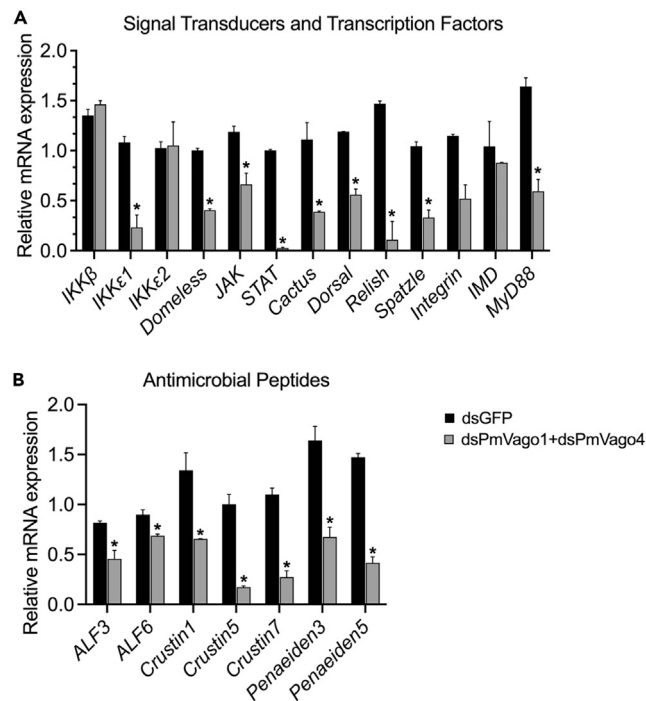 A
Signal Transducers and Transcription Factors
Relative mRNA expression
2.0
1.5
1.0
0.5
0.0
*
*
*
*
*
*
*
*
*
IKKβ
IKKε1
IKKε2
Domeless
JAK
STAT
Cactus
Dorsal
Relish
Spatzle
Integrin
IMD
MyD88
B
Antimicrobial Peptides
Relative mRNA expression
2.0
1.5
1.0
0.5
0.0
*
*
*
*
*
*
*
ALF3
ALF6
Crustin1
Crustin5
Crustin7
Penaeiden3
Penaeiden5
dsGFP
dsPmVago1+dsPmVago4